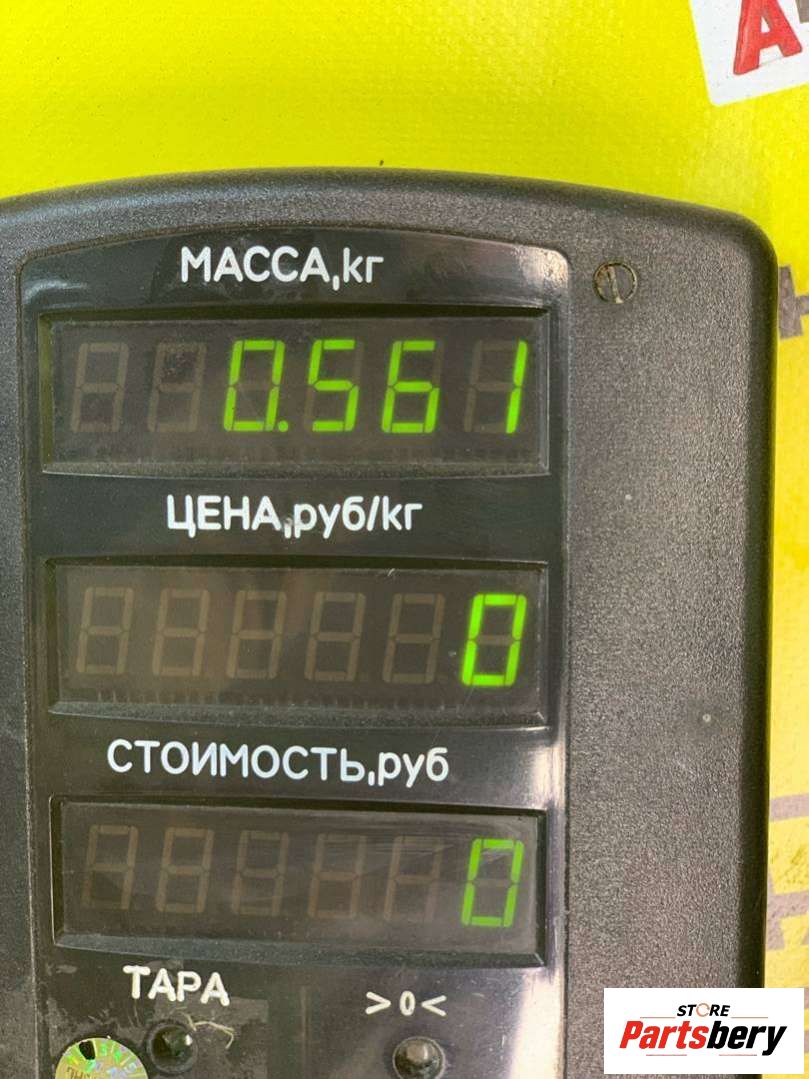 А
МАССА,кг
0.561
ЦЕНА,руб/кг
0
СТОИМОСТЬ,руб
0
ТАРА
>0<
STORE
Partsbery